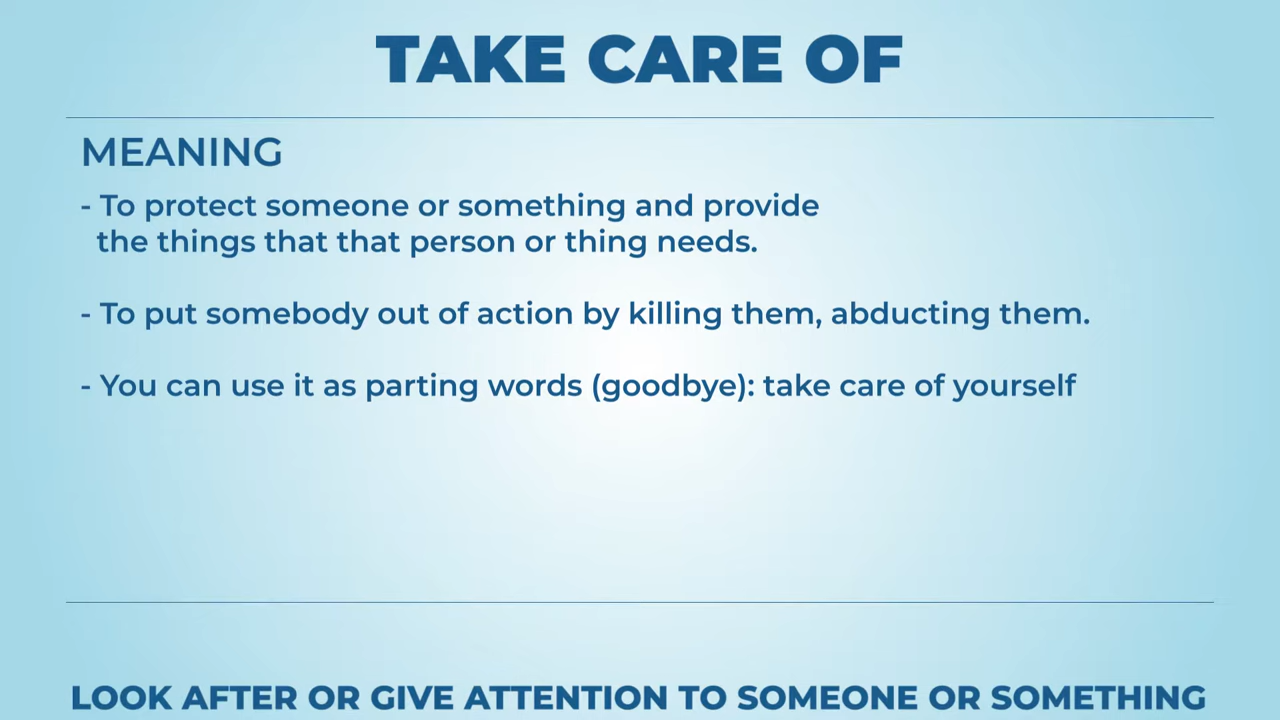 TAKE CARE OF
MEANING
- To protect someone or something and provide
the things that that person or thing needs.
- To put somebody out of action by killing them, abducting them.
- You can use it as parting words (goodbye): take care of yourself
LOOK AFTER OR GIVE ATTENTION TO SOMEONE OR SOMETHING